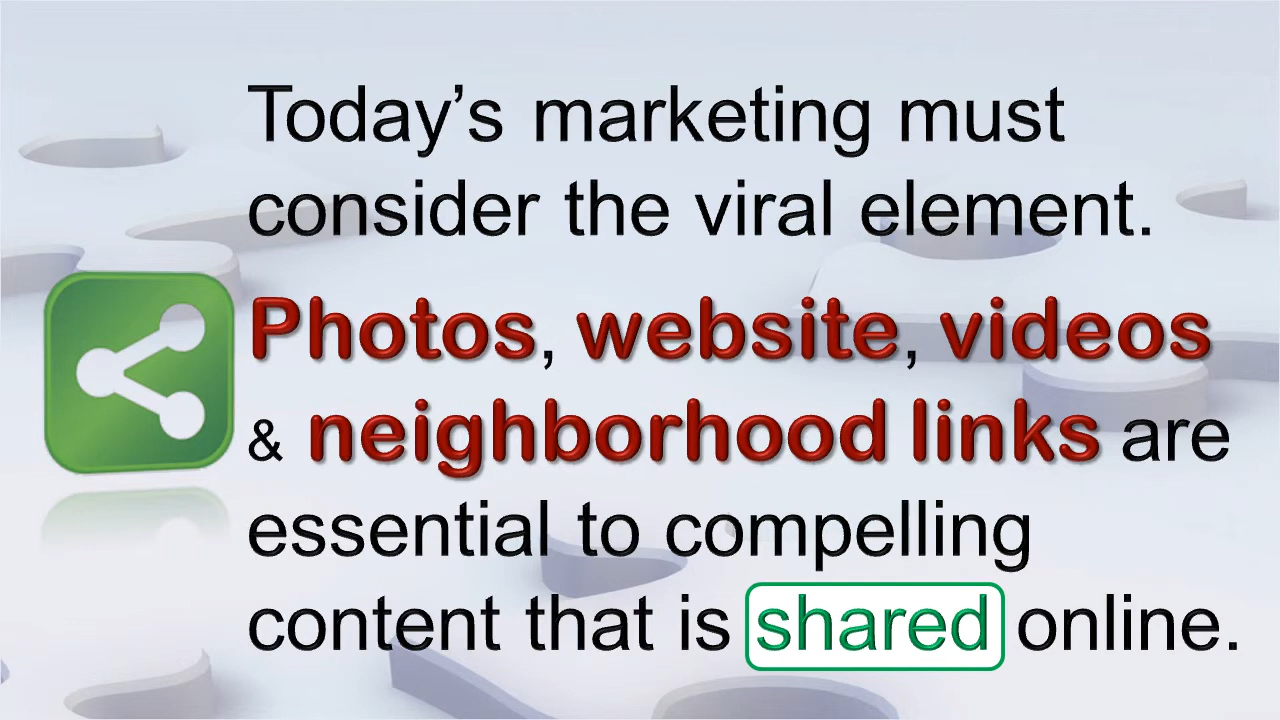 Today’s marketing must
consider the viral element.
Photos, website, videos
& neighborhood links are
essential to compelling
content that is shared online.